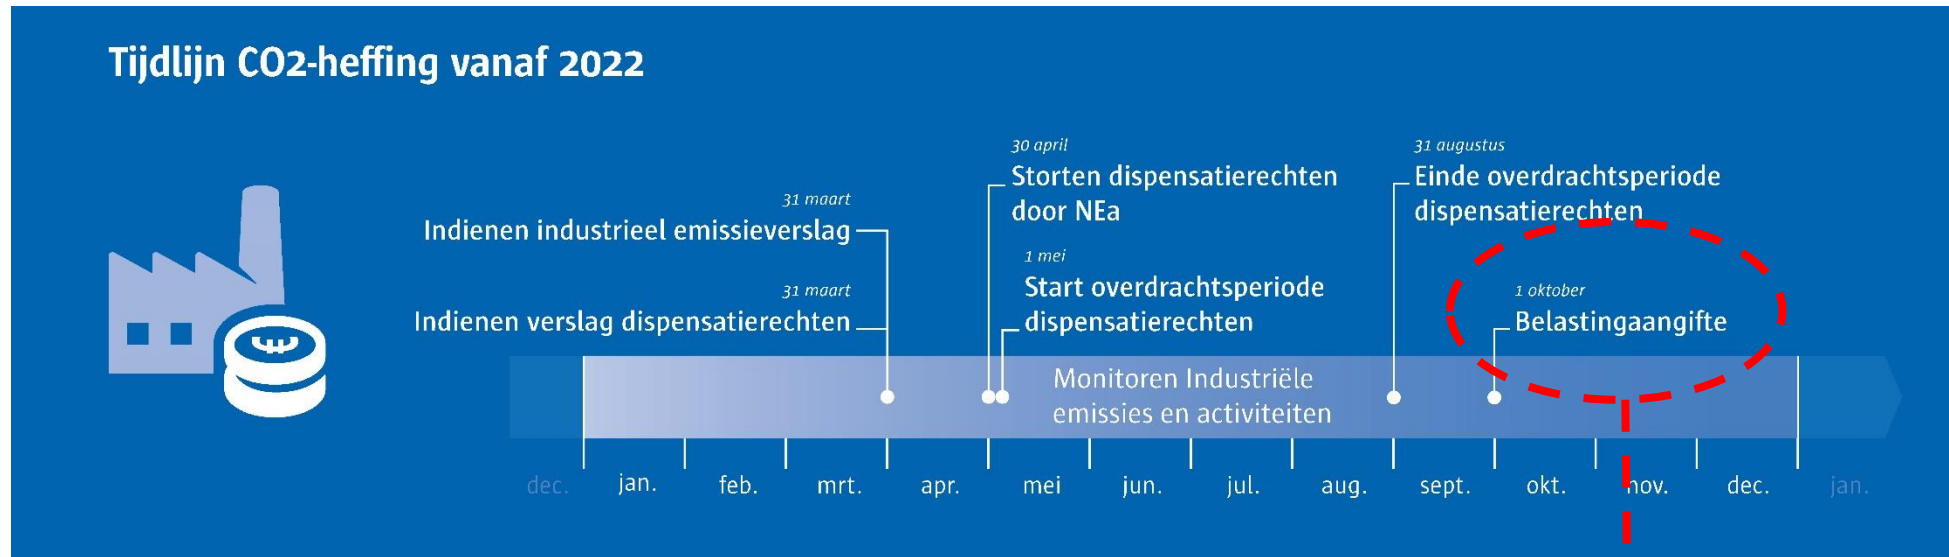 Tijdlijn CO2-heffing vanaf 2022
31 maart
Indienen industrieel emissieverslag
31 maart
Indienen verslag dispensatierechten
30 april
Storten dispensatierechten
door NEa
1 mei
Start overdrachtsperiode
dispensatierechten
31 augustus
Einde overdrachtsperiode
dispensatierechten
1 oktober
Belastingaangifte
Monitoren Industriële
emissies en activiteiten
dec. jan. feb. mrt. apr. mei jun. jul. aug. sept. okt. nov. dec. jan.